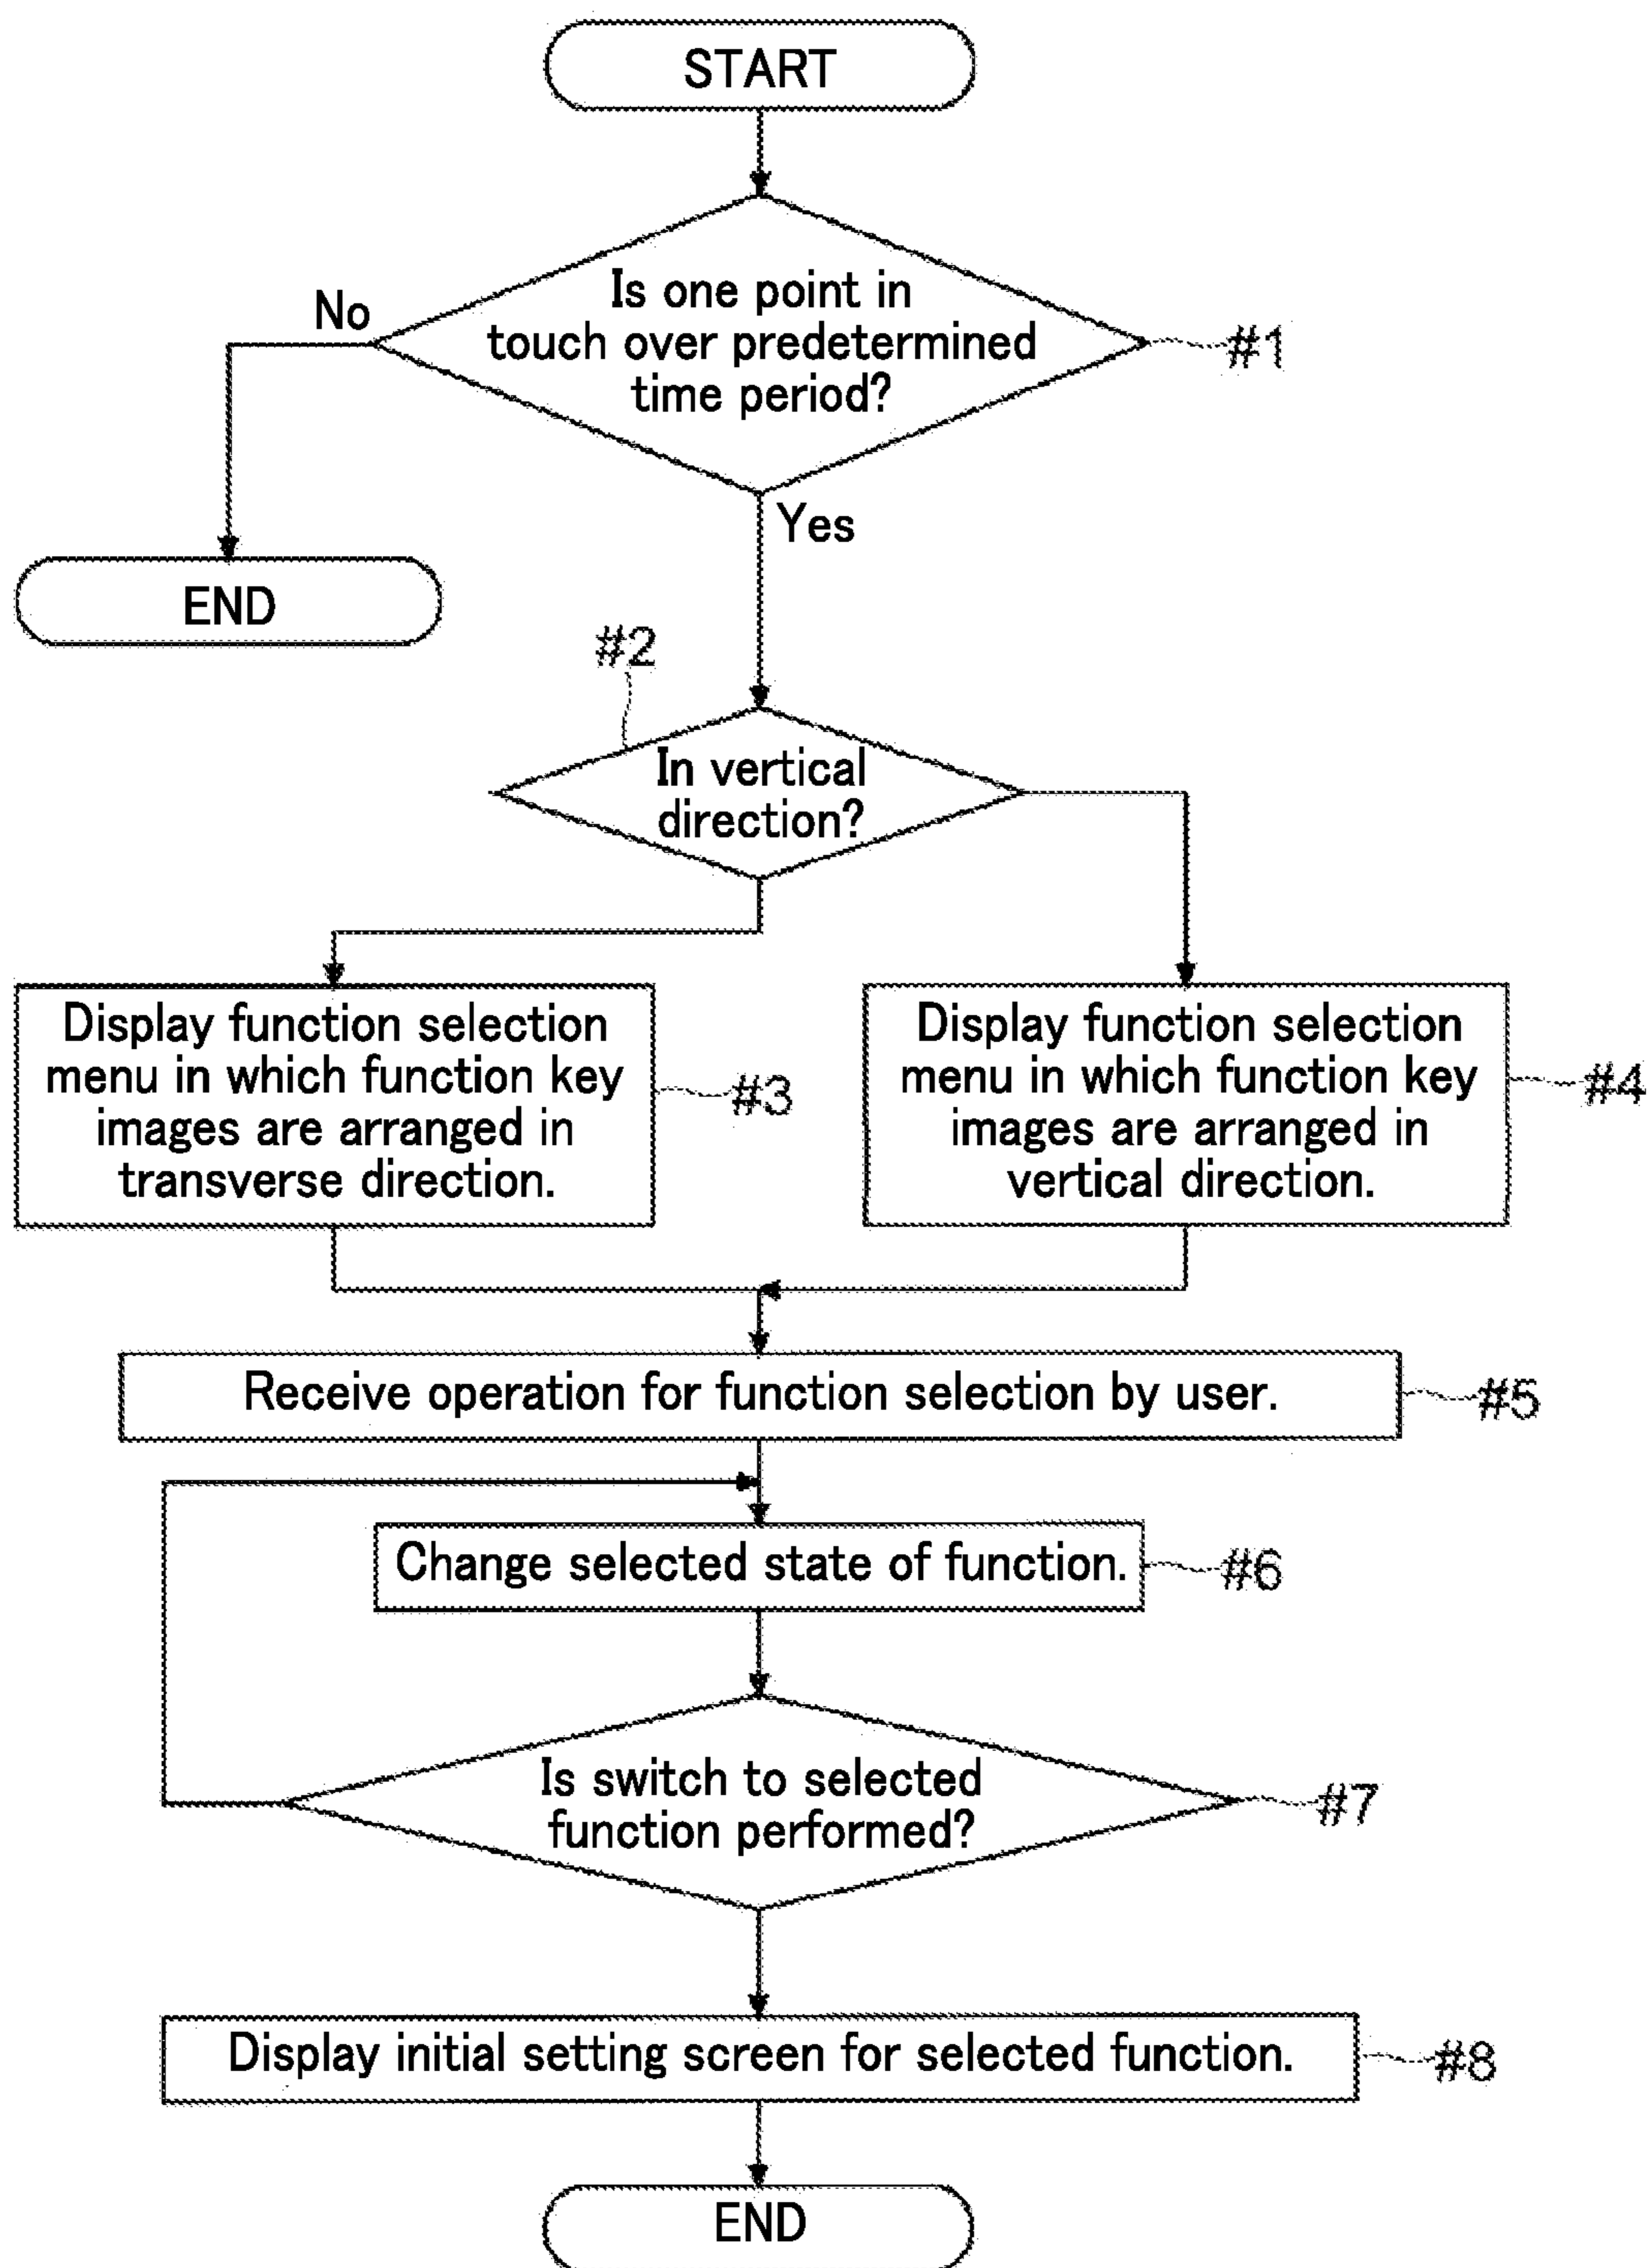 START
Is one point in
touch over predetermined
time period?
#1
No
Yes
END
#2
In vertical
direction?
Display function selection
menu in which function key
images are arranged in
transverse direction.
#3
Display function selection
menu in which function key
images are arranged in
vertical direction.
#4
Receive operation for function selection by user.
#5
Change selected state of function.
#6
Is switch to selected
function performed?
#7
Display initial setting screen for selected function.
#8
END